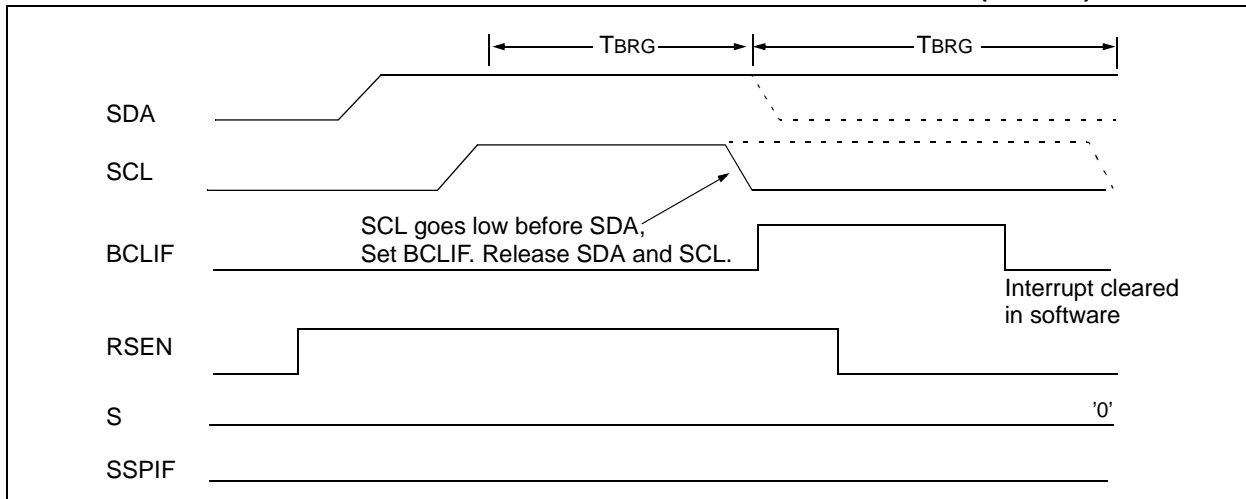 TBRG TBRG
SDA
SCL
SCL goes low before SDA,
Set BCLIF. Release SDA and SCL.
BCLIF
Interrupt cleared
in software
RSEN
S '0'
SSPIF